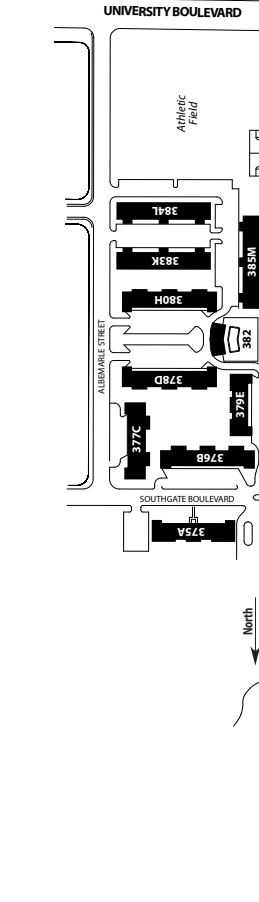 UNIVERSITY BOULEVARD
Athletic
Field
384L
385M
383K
380H
382
ALBEMARLE STREET
378D
379E
377C
376B
SOUTHGATE BOULEVARD
375A
North